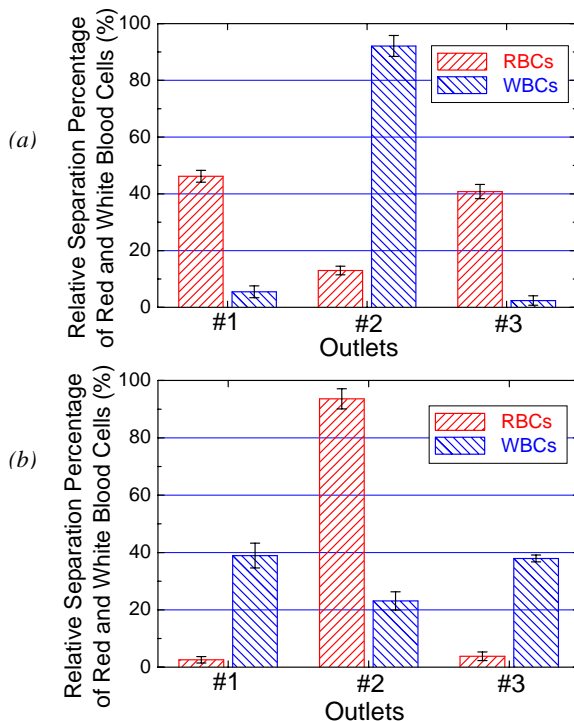 (a)
Relative Separation Percentage
of Red and White Blood Cells (%)
100
80
60
40
20
0
RBCs
WBCs
#1
#2
#3
Outlets
(b)
Relative Separation Percentage
of Red and White Blood Cells (%)
100
80
60
40
20
0
RBCs
WBCs
#1
#2
#3
Outlets